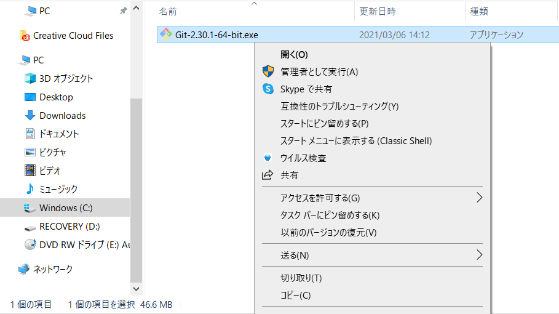 PC
Creative Cloud Files
PC
3D オブジェクト
Desktop
Downloads
ドキュメント
ピクチャ
ビデオ
ミュージック
Windows (C:)
RECOVERY (D:)
DVD RW ドライブ (E:) Au
ネットワーク
1 個の項目 1 個の項目を選択 46.6 MB
名前 更新日時 種類
Git-2.30.1-64-bit.exe 2021/03/06 14:12 アプリケーション
開く(O)
管理者として実行(A)
Skype で共有
互換性のトラブルシューティング(Y)
スタートにピン留めする(P)
スタート メニューに表示する (Classic Shell)
ウイルス検査
共有
アクセスを許可する(G)
タスク バーにピン留めする(K)
以前のバージョンの復元(V)
送る(N)
切り取り(T)
コピー(C)